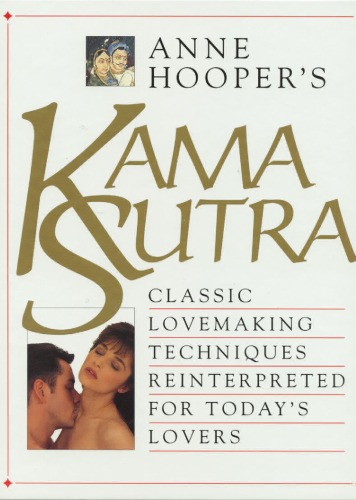 ANNE
HOOPER'S
KAMA
SUTRA
CLASSIC
LOVEMAKING
TECHNIQUES
REINTERPRETED
FOR TODAY'S
LOVERS